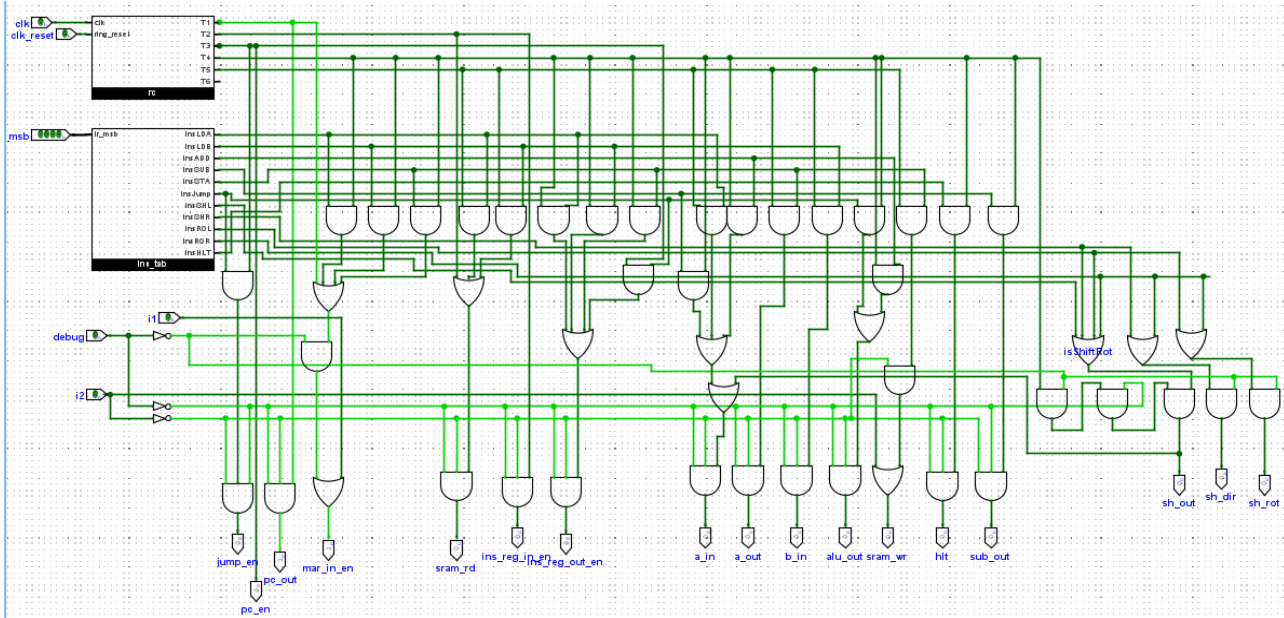 clk
clk_reset
clk
ring_reset
T1
T2
T3
T4
T5
T6
rc
_msb
ir_msb
InsLDA
InsLDB
InsADD
InsSUB
InsSTA
InsJump
InsSHL
InsSHR
InsROL
InsROR
InsHLT
ins_tab
i1
debug
i2
isShiftRot
jump_en
pc_out
pc_en
mar_in_en
sram_rd
ins_reg_in_en
ins_reg_out_en
a_in
a_out
b_in
alu_out
sram_wr
hlt
sub_out
sh_out
sh_dir
sh_rot